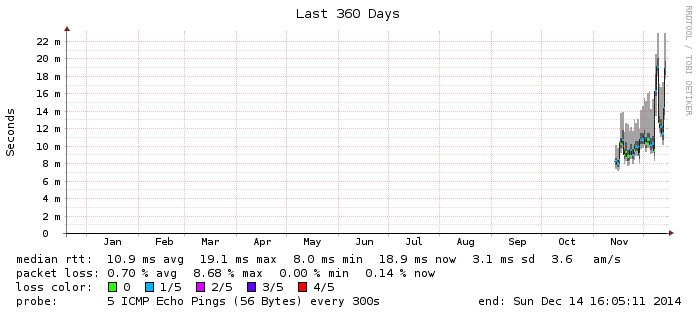 Last 360 Days
RRDTOOL / TOBI OETIKER
Seconds
22 m
20 m
18 m
16 m
14 m
12 m
10 m
8 m
6 m
4 m
2 m
0
Jan Feb Mar Apr May Jun Jul Aug Sep Oct Nov
median rtt: 10.9 ms avg 19.1 ms max 8.0 ms min 18.9 ms now 3.1 ms sd 3.6 am/s
packet loss: 0.70 % avg 8.68 % max 0.00 % min 0.14 % now
loss color: 0 1/5 2/5 3/5 4/5
probe: 5 ICMP Echo Pings (56 Bytes) every 300s end: Sun Dec 14 16:05:11 2014